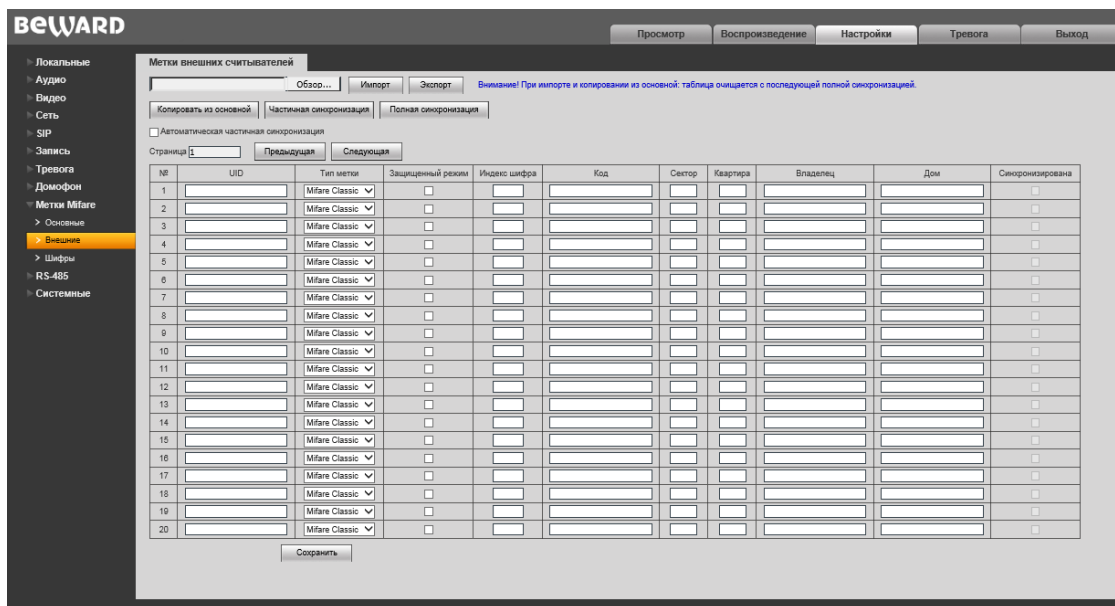 BEWARD
Просмотр Воспроизведение Настройки Тревога Выход
Локальные
Аудио
Видео
Сеть
SIP
Запись
Тревога
Домофон
Метки Mifare
> Основные
> Внешние
> Шифры
RS-485
Системные
Метки внешних считывателей
Обзор... Импорт Экспорт Внимание! При импорте и копировании из основной: таблица очищается с последующей полной синхронизацией.
Копировать из основной Частичная синхронизация Полная синхронизация
Автоматическая частичная синхронизация
Страница 1 Предыдущая Следующая
№ UID Тип метки Защищенный режим Индекс шифра Код Сектор Квартира Владелец Дом Синхронизирована
1 Mifare Classic
2 Mifare Classic
3 Mifare Classic
4 Mifare Classic
5 Mifare Classic
6 Mifare Classic
7 Mifare Classic
8 Mifare Classic
9 Mifare Classic
10 Mifare Classic
11 Mifare Classic
12 Mifare Classic
13 Mifare Classic
14 Mifare Classic
15 Mifare Classic
16 Mifare Classic
17 Mifare Classic
18 Mifare Classic
19 Mifare Classic
20 Mifare Classic
Сохранить